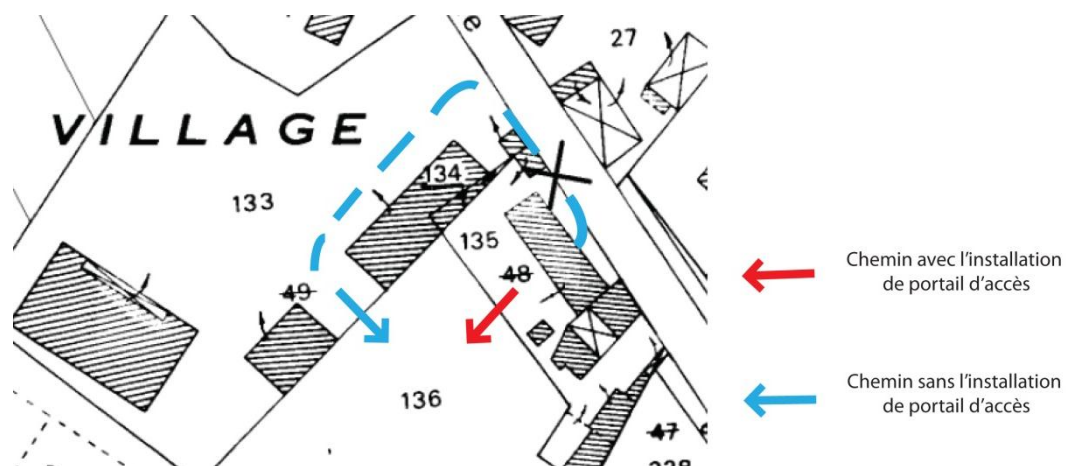 e
27
VILLAGE
134
133
135
48
49
136
47
Chemin avec l'installation
de portail d'accès
Chemin sans l'installation
de portail d'accès